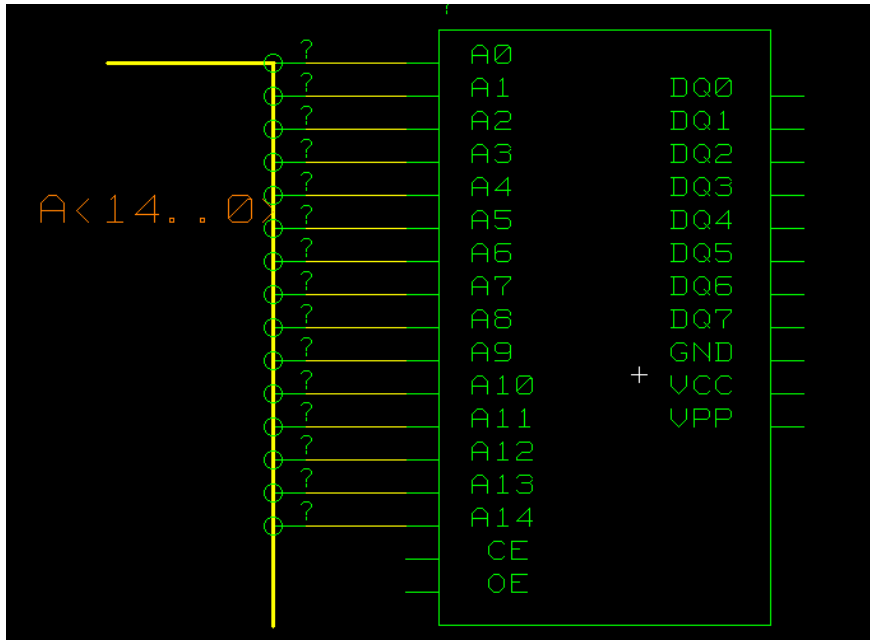 ?
? A0
? A1 DQ0
? A2 DQ1
? A3 DQ2
? A4 DQ3
A<14..0>
? A5 DQ4
? A6 DQ5
? A7 DQ6
? A8 DQ7
? A9 GND
? A10 VCC
? A11 VPP
? A12
? A13
? A14
CE
OE